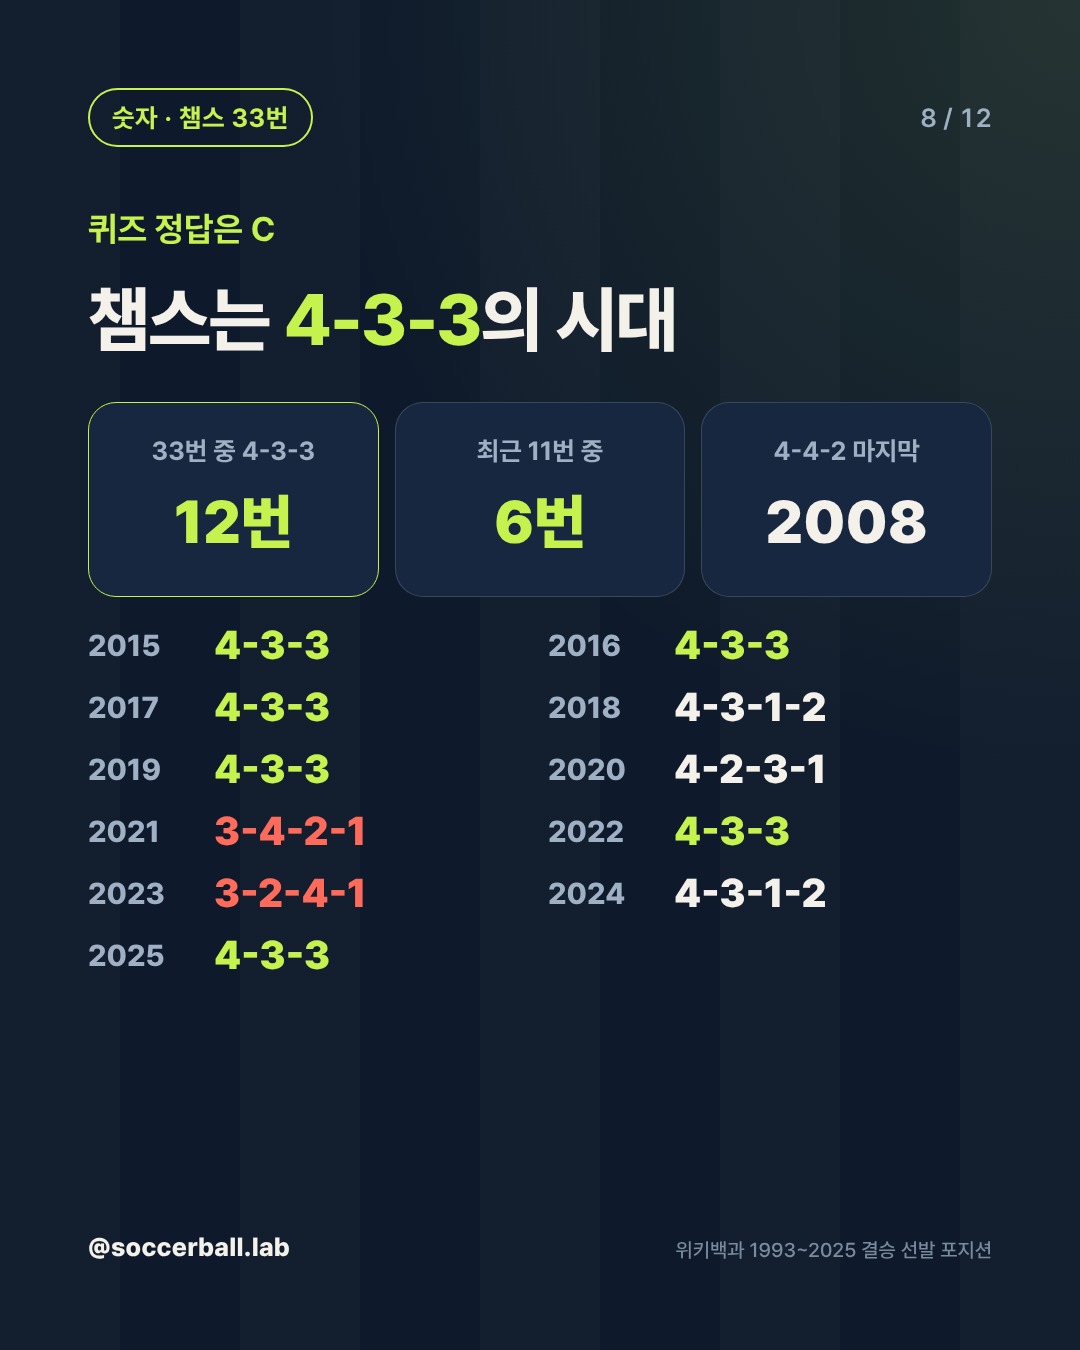 숫자 · 챔스 33번
8 / 12
퀴즈 정답은 C
챔스는 4-3-3의 시대
33번 중 4-3-3
12번
최근 11번 중
6번
4-4-2 마지막
2008
2015 4-3-3 2016 4-3-3
2017 4-3-3 2018 4-3-1-2
2019 4-3-3 2020 4-2-3-1
2021 3-4-2-1 2022 4-3-3
2023 3-2-4-1 2024 4-3-1-2
2025 4-3-3
@soccerball.lab
위키백과 1993~2025 결승 선발 포지션